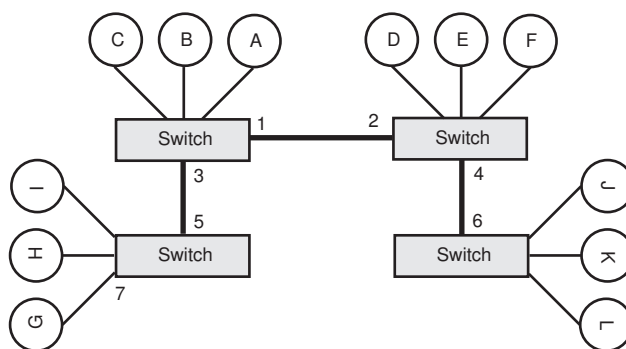 C B A D E F
Switch 1 2 Switch
3 4
I 5 6 J
H Switch Switch K
7
G L